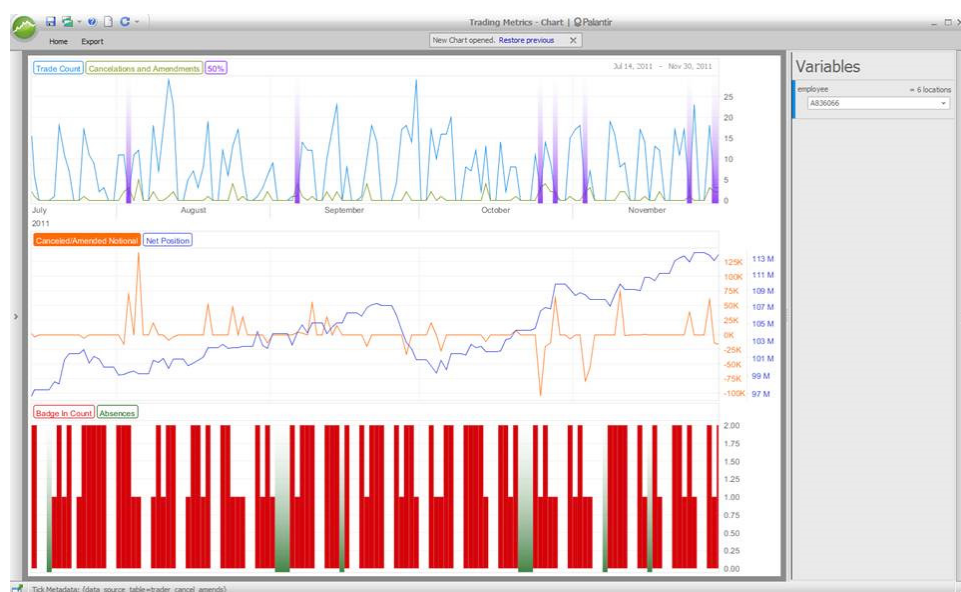 Trading Metrics - Chart | Palantir
Home Export
New Chart opened. Restore previous X
Trade Count Cancelations and Amendments 50%
Jul 14, 2011 - Nov 30, 2011
25
20
15
10
5
0
July August September October November
2011
Canceled/Amended Notional Net Position
125K 113 M
100K 111 M
75K 109 M
50K 107 M
25K 105 M
0K 103 M
-25K 101 M
-50K
-75K 99 M
-100K 97 M
Badge In Count Absences
2.00
1.75
1.50
1.25
1.00
0.75
0.50
0.25
0.00
Variables
employee = 6 locations
A836066
Tick Metadata: {data_source_table=trader_cancel_amends}